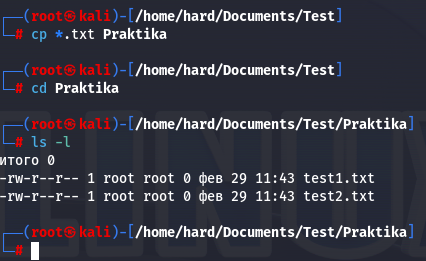 ┌──(root㉿kali)-[/home/hard/Documents/Test]
└─# cp *.txt Praktika
┌──(root㉿kali)-[/home/hard/Documents/Test]
└─# cd Praktika
┌──(root㉿kali)-[/home/hard/Documents/Test/Praktika]
└─# ls -l
итого 0
-rw-r--r-- 1 root root 0 фев 29 11:43 test1.txt
-rw-r--r-- 1 root root 0 фев 29 11:43 test2.txt
┌──(root㉿kali)-[/home/hard/Documents/Test/Praktika]
└─#